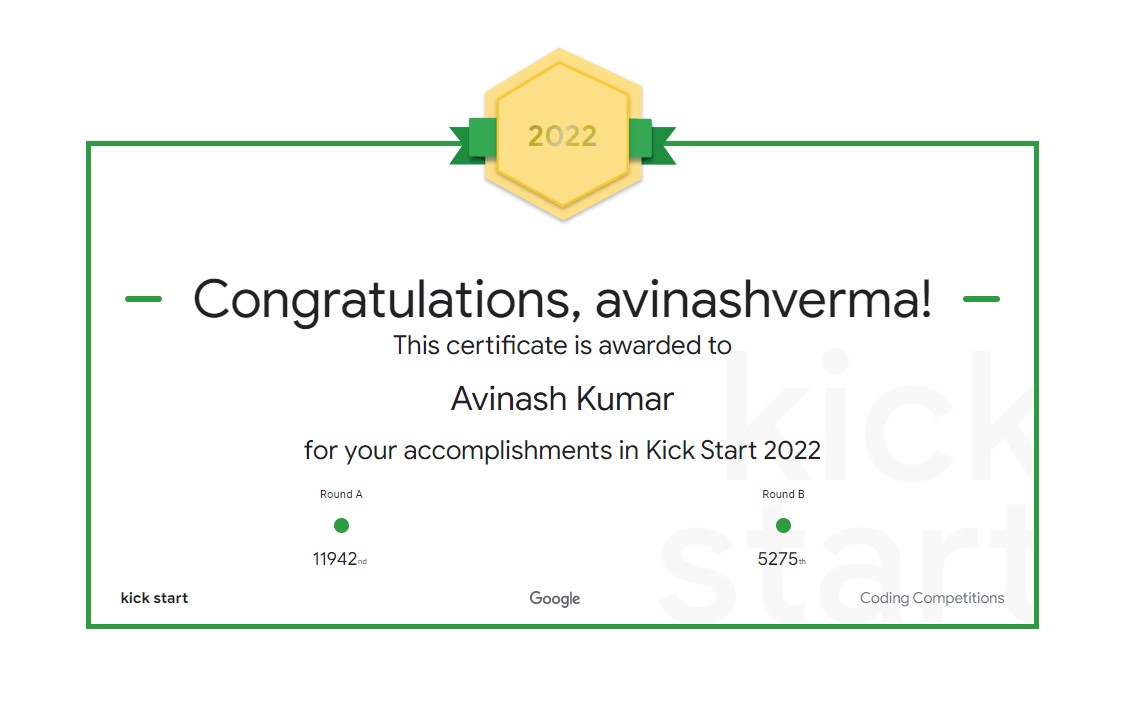 2022
Congratulations, avinashverma!
This certificate is awarded to
Avinash Kumar
for your accomplishments in Kick Start 2022
Round A Round B
11942nd 5275th
kick start
kick start Google Coding Competitions